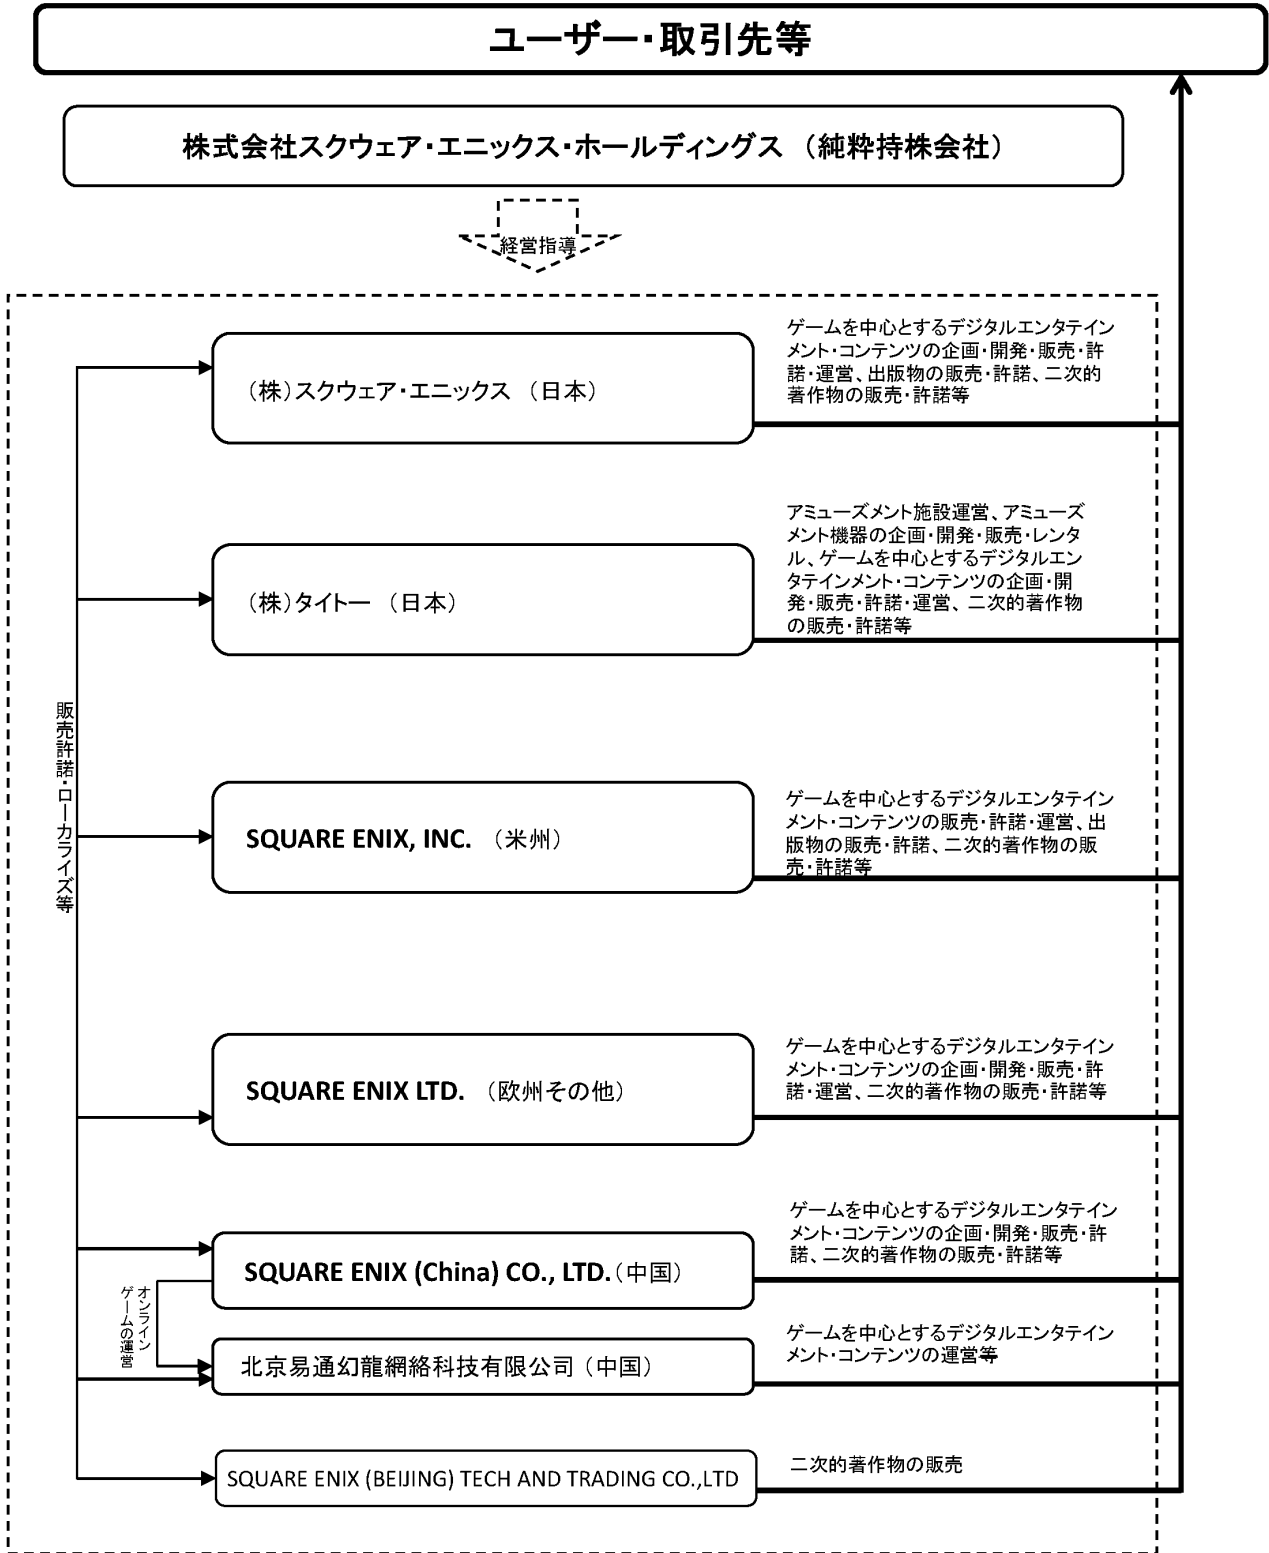 ユーザー・取引先等
株式会社スクウェア・エニックス・ホールディングス （純粋持株会社）
経営指導
販売許諾・ローカライズ等
（株）スクウェア・エニックス （日本）
ゲームを中心とするデジタルエンタテイン
メント・コンテンツの企画・開発・販売・許
諾・運営、出版物の販売・許諾、二次的
著作物の販売・許諾等
（株）タイトー （日本）
アミューズメント施設運営、アミューズ
メント機器の企画・開発・販売・レンタ
ル、ゲームを中心とするデジタルエン
タテインメント・コンテンツの企画・開
発・販売・許諾・運営、二次的著作物
の販売・許諾等
SQUARE ENIX, INC. （米州）
ゲームを中心とするデジタルエンタテイン
メント・コンテンツの販売・許諾・運営、出
版物の販売・許諾、二次的著作物の販
売・許諾等
SQUARE ENIX LTD. （欧州その他）
ゲームを中心とするデジタルエンタテイン
メント・コンテンツの企画・開発・販売・許
諾・運営、二次的著作物の販売・許諾等
SQUARE ENIX (China) CO., LTD.（中国）
ゲームを中心とするデジタルエンタテイン
メント・コンテンツの企画・開発・販売・許
諾、二次的著作物の販売・許諾等
オンライン
ゲームの運営
北京易通幻龍網絡科技有限公司（中国）
ゲームを中心とするデジタルエンタテイン
メント・コンテンツの運営等
SQUARE ENIX (BEIJING) TECH AND TRADING CO.,LTD
二次的著作物の販売